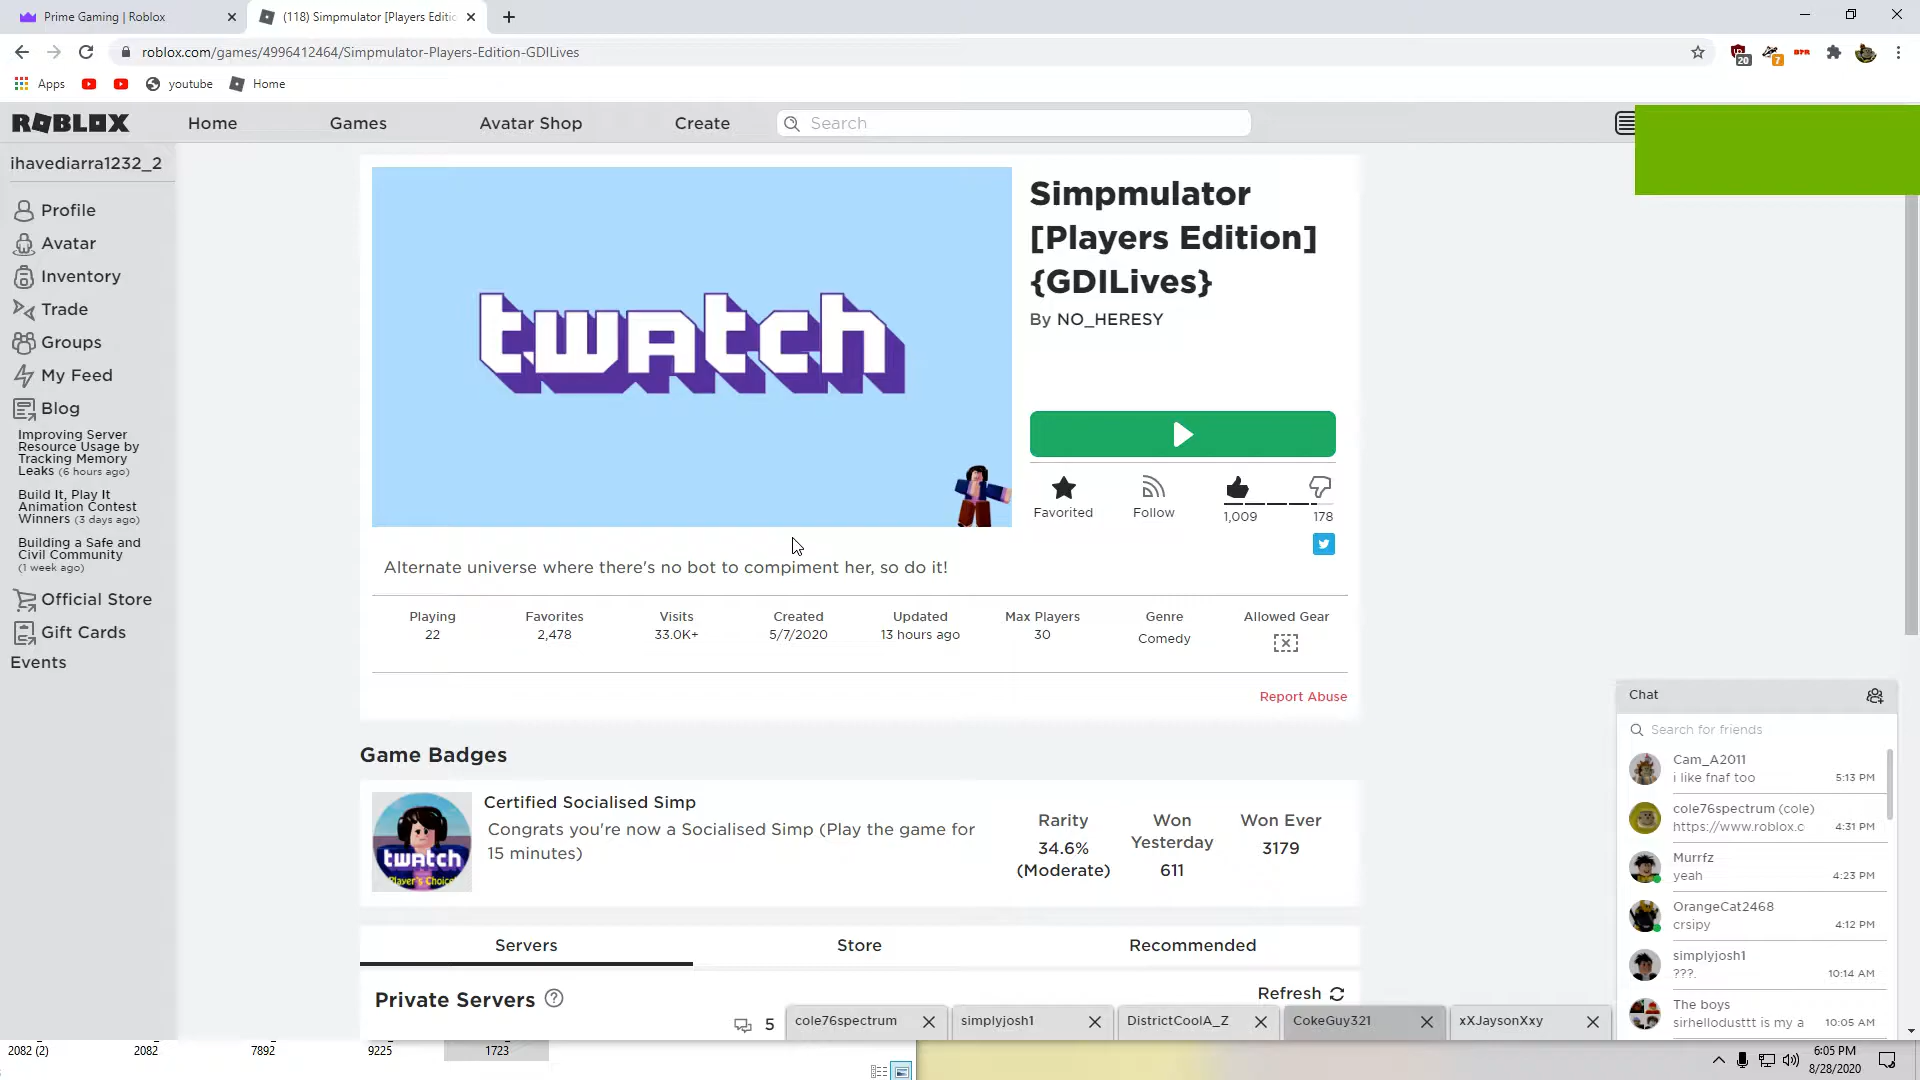 Prime Gaming | Roblox
(118) Simpmulator [Players Editic
roblox.com/games/4996412464/Simpmulator-Players-Edition-GDILives
20
7
Apps
youtube
Home
ROBLOX
Home
Games
Avatar Shop
Create
Search
ihavediarra1232_2
Profile
Avatar
Inventory
Trade
Groups
My Feed
Blog
Improving Server
Resource Usage by
Tracking Memory
Leaks (6 hours ago)
Build It, Play It
Animation Contest
Winners (3 days ago)
Building a Safe and
Civil Community
(1 week ago)
Official Store
Gift Cards
Events
twatch
Simpmulator
[Players Edition]
{GDILives}
By NO_HERESY
Favorited
Follow
1,009
178
Alternate universe where there's no bot to compiment her, so do it!
Playing
22
Favorites
2,478
Visits
33.0K+
Created
5/7/2020
Updated
13 hours ago
Max Players
30
Genre
Comedy
Allowed Gear
Report Abuse
Game Badges
twatch
Player's Choice
Certified Socialised Simp
Congrats you're now a Socialised Simp (Play the game for
15 minutes)
Rarity
34.6%
(Moderate)
Won
Yesterday
611
Won Ever
3179
Servers
Store
Recommended
Private Servers
Refresh
Chat
Search for friends
Cam_A2011
i like fnaf too
5:13 PM
cole76spectrum (cole)
https://www.roblox.c
4:31 PM
Murrfz
yeah
4:23 PM
OrangeCat2468
crsipy
4:12 PM
simplyjosh1
???.
10:14 AM
The boys
sirhellodusttt is my a
10:05 AM
5
cole76spectrum
simplyjosh1
DistrictCoolA_Z
CokeGuy321
xXJaysonXxy
2082 (2)
2082
7892
9225
1723
6:05 PM
8/28/2020